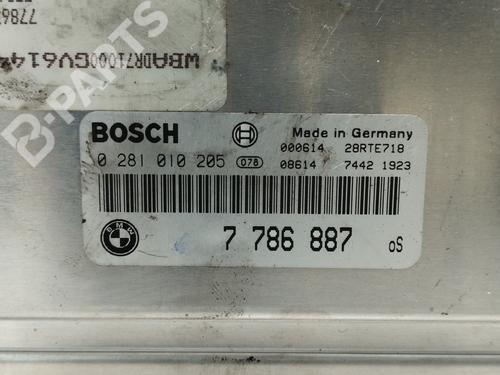 WBADR71000GV614
B-PARTS
BOSCH
Made in Germany
0 281 010 205 078
000614 28RTE718
08614 7442 1923
BMW
7 786 887 oS